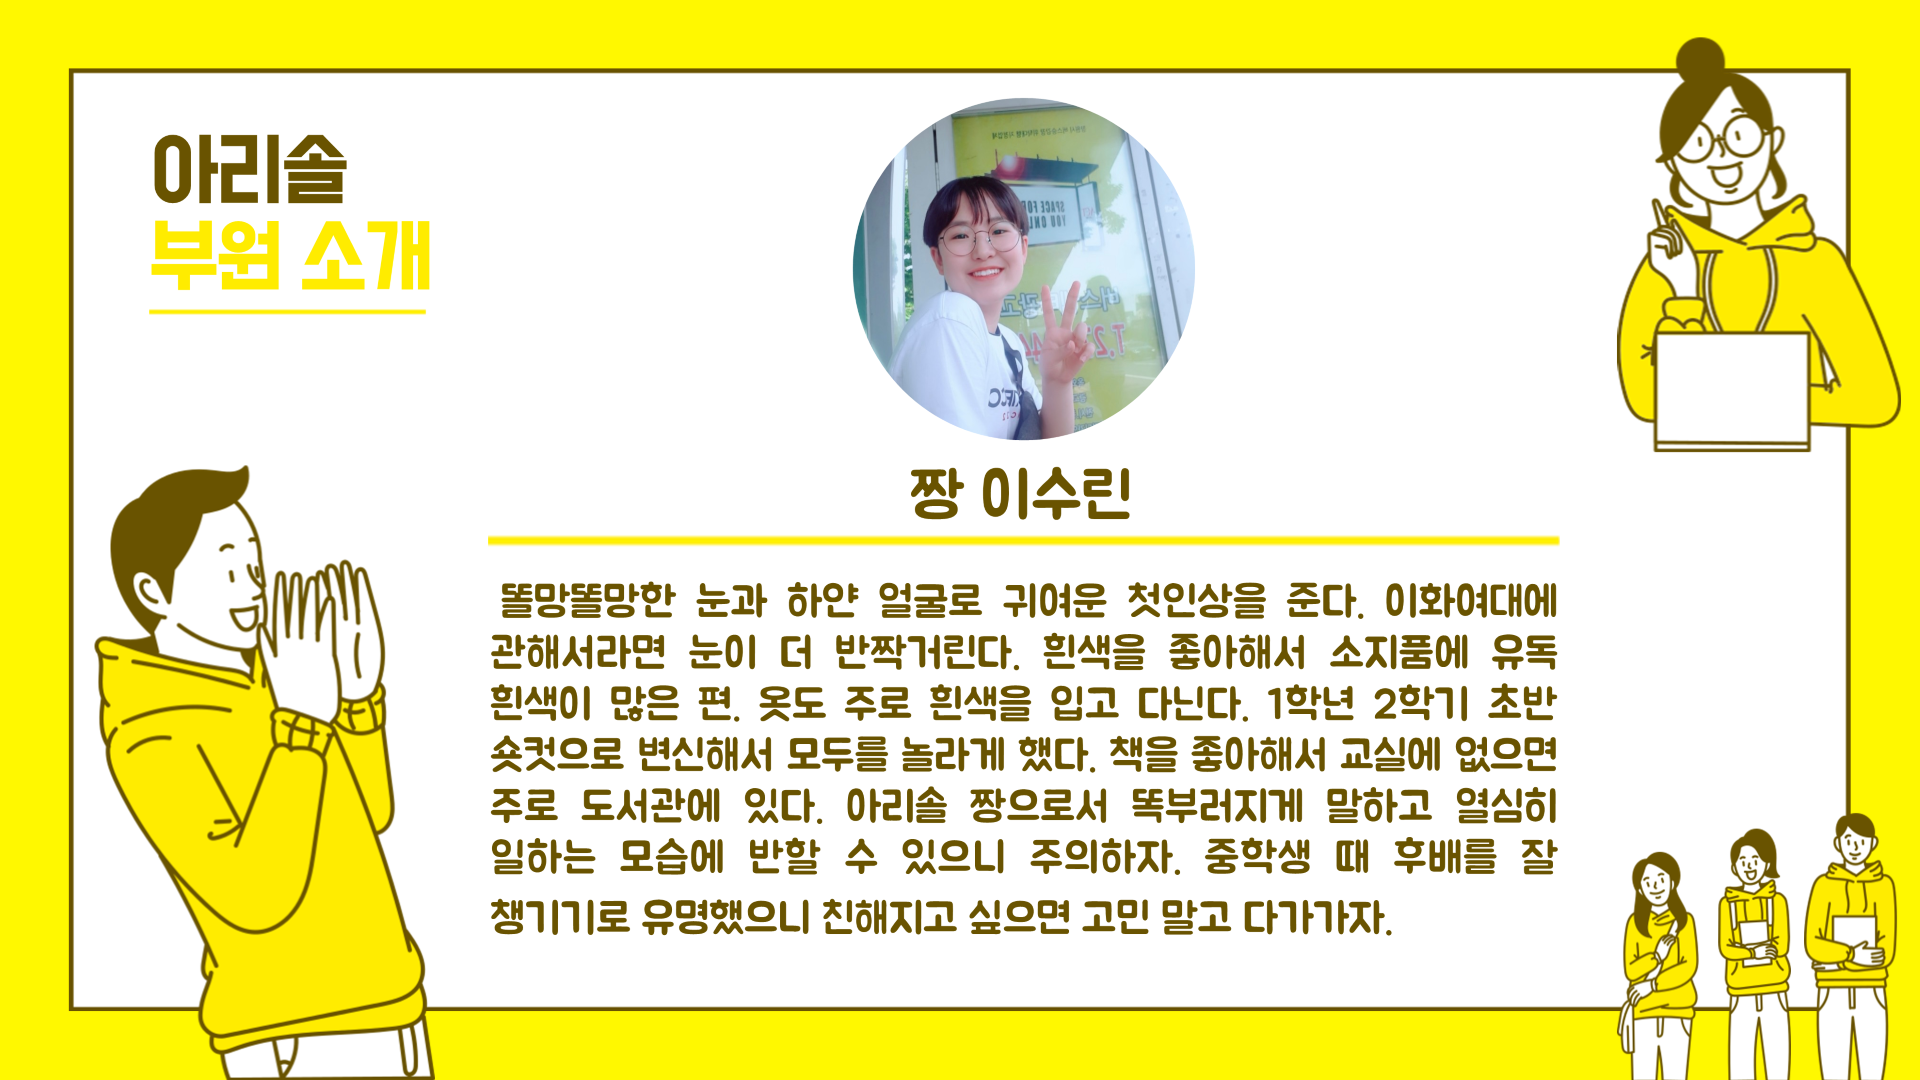 아리솔
부원 소개
SPACE FOR
YOU ONL
짱 이수린
똘망똘망한 눈과 하얀 얼굴로 귀여운 첫인상을 준다. 이화여대에
관해서라면 눈이 더 반짝거린다. 흰색을 좋아해서 소지품에 유독
흰색이 많은 편. 옷도 주로 흰색을 입고 다닌다. 1학년 2학기 초반
숏컷으로 변신해서 모두를 놀라게 했다. 책을 좋아해서 교실에 없으면
주로 도서관에 있다. 아리솔 짱으로서 똑부러지게 말하고 열심히
일하는 모습에 반할 수 있으니 주의하자. 중학생 때 후배를 잘
챙기기로 유명했으니 친해지고 싶으면 고민 말고 다가가자.